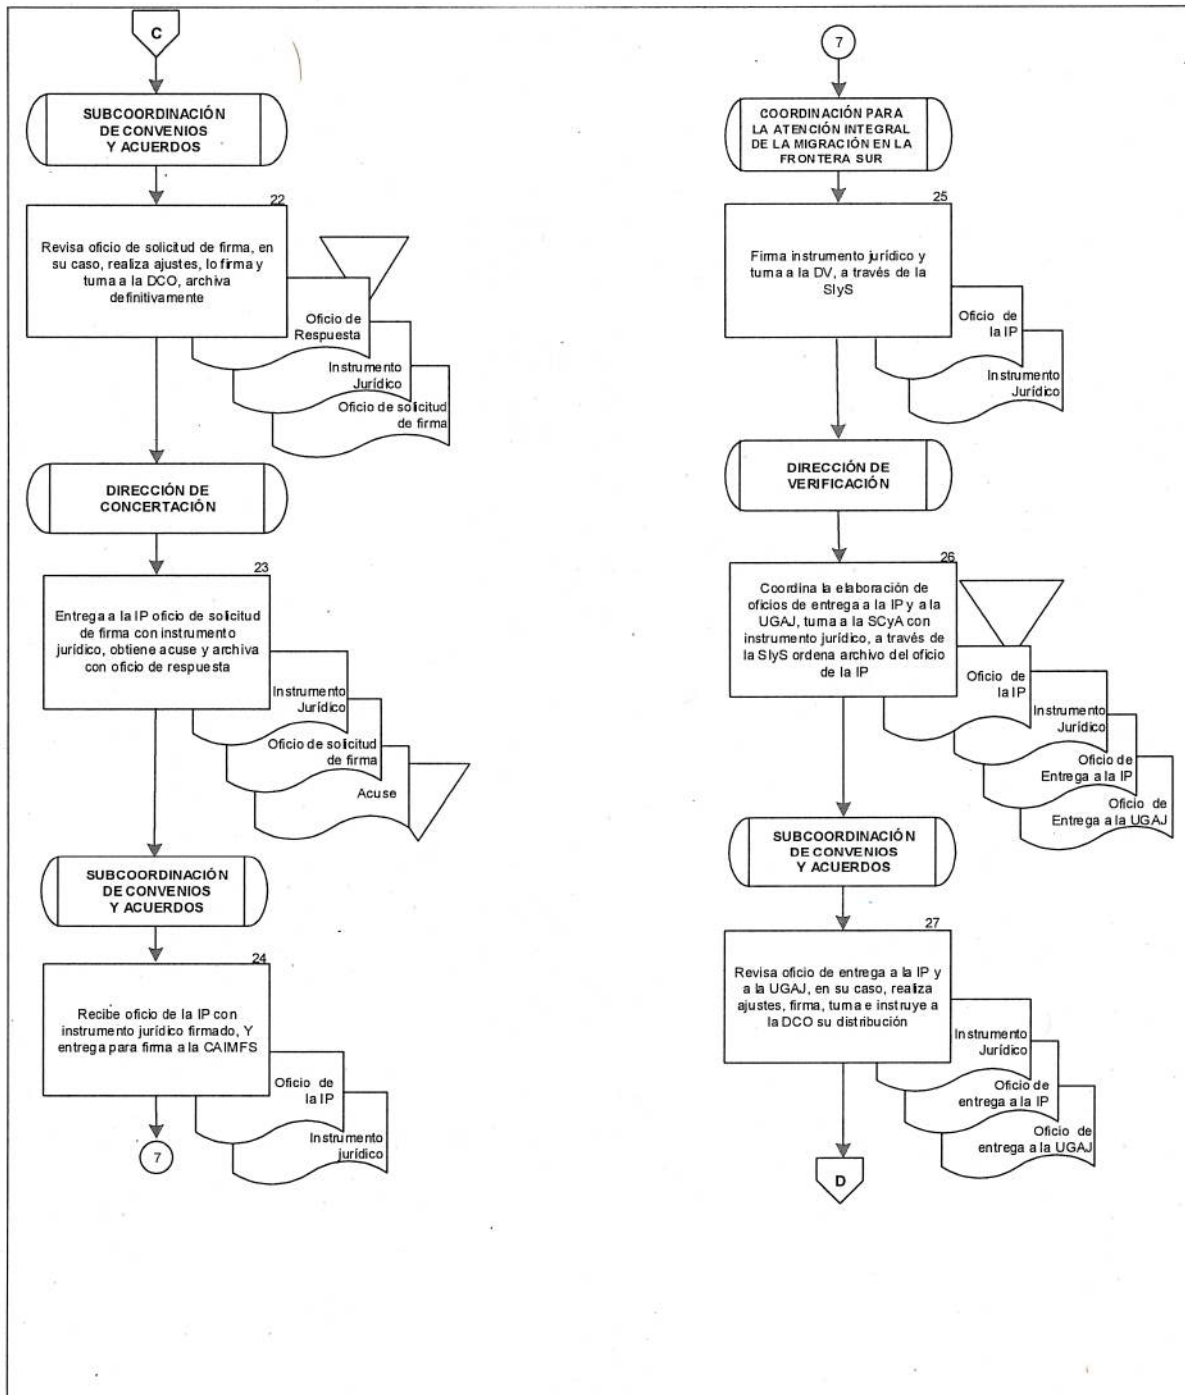 C
SUBCOORDINACIÓN
DE CONVENIOS
Y ACUERDOS
22
Revisa oficio de solicitud de firma, en
su caso, realiza ajustes, lo firma y
turna a la DCO, archiva
definitivamente
Oficio de
Respuesta
Instrumento
Jurídico
Oficio de solicitud
de firma
DIRECCIÓN DE
CONCERTACIÓN
23
Entrega a la IP oficio de solicitud
de firma con instrumento
jurídico, obtiene acuse y archiva
con oficio de respuesta
Instrumento
Jurídico
Oficio de solicitud
de firma
Acuse
SUBCOORDINACIÓN
DE CONVENIOS
Y ACUERDOS
24
Recibe oficio de la IP con
instrumento jurídico firmado, Y
entrega para firma a la CAIMFS
Oficio de
la IP
Instrumento
jurídico
7
7
COORDINACIÓN PARA
LA ATENCIÓN INTEGRAL
DE LA MIGRACIÓN EN LA
FRONTERA SUR
25
Firma instrumento jurídico y
turna a la DV, a través de la
SIyS
Oficio de
la IP
Instrumento
Jurídico
DIRECCIÓN DE
VERIFICACIÓN
26
Coordina la elaboración de
oficios de entrega a la IP y a la
UGAJ, turna a la SCyA con
instrumento jurídico, a través de
la SIyS ordena archivo del oficio
de la IP
Oficio de
la IP
Instrumento
Jurídico
Oficio de
Entrega a la IP
Oficio de
Entrega a la UGAJ
SUBCOORDINACIÓN
DE CONVENIOS
Y ACUERDOS
27
Revisa oficio de entrega a la IP y
a la UGAJ, en su caso, realiza
ajustes, firma, turna e instruye a
la DCO su distribución
Instrumento
Jurídico
Oficio de
entrega a la IP
Oficio de
entrega a la UGAJ
D